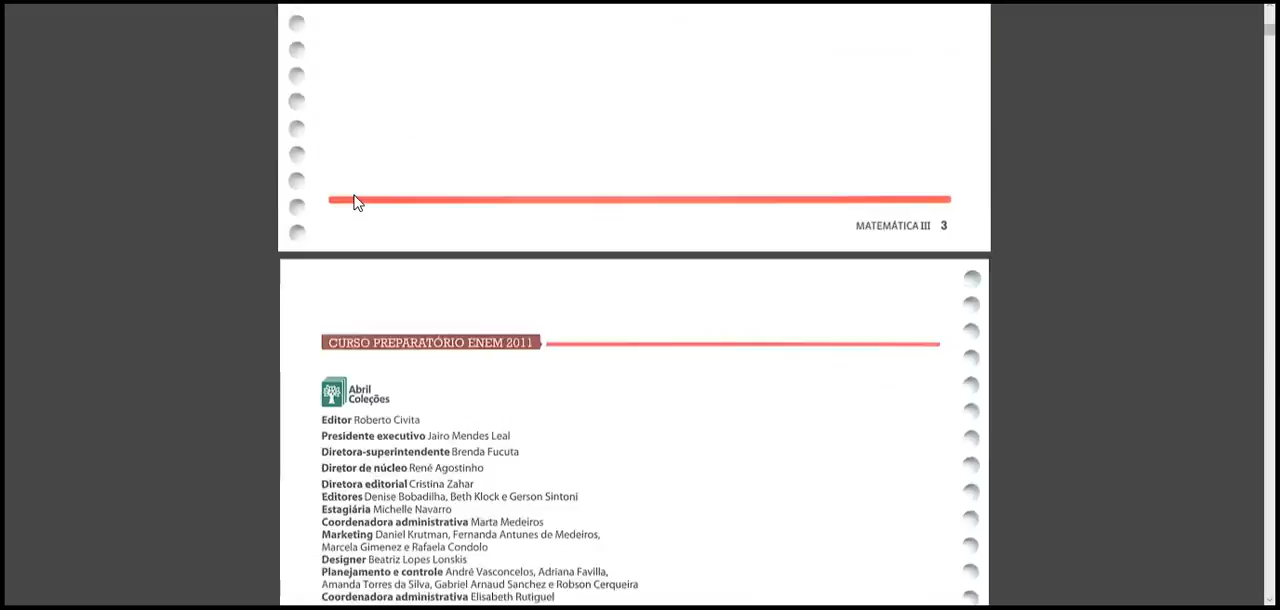 MATEMÁTICA III 3
CURSO PREPARATÓRIO ENEM 2011
Abril
Coleções
Editor Roberto Civita
Presidente executivo Jairo Mendes Leal
Diretora-superintendente Brenda Fucuta
Diretor de núcleo René Agostinho
Diretora editorial Cristina Zahar
Editores Denise Bobadilha, Beth Klock e Gerson Sintoni
Estagiária Michelle Navarro
Coordenadora administrativa Marta Medeiros
Marketing Daniel Krutman, Fernanda Antunes de Medeiros,
Marcela Gimenez e Rafaela Condolo
Designer Beatriz Lopes Lonskis
Planejamento e controle André Vasconcelos, Adriana Favilla,
Amanda Torres da Silva, Gabriel Arnaud Sanchez e Robson Cerqueira
Coordenadora administrativa Elisabeth Rutiguel